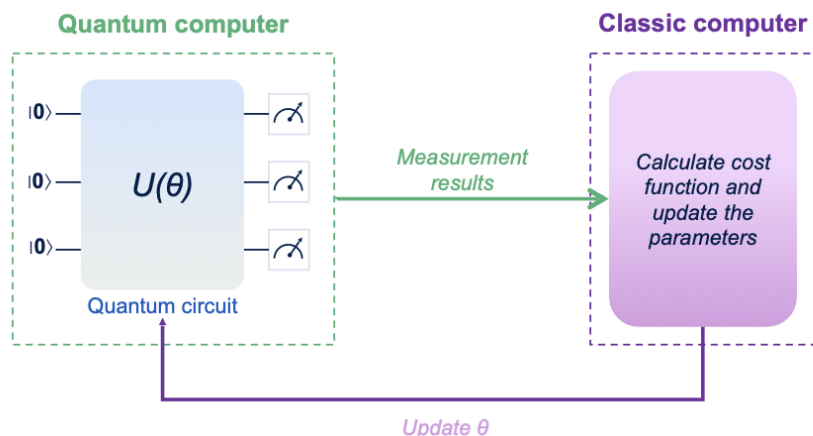 Quantum computer
Classic computer
|0⟩
|0⟩
|0⟩
U(θ)
Quantum circuit
Measurement
results
Calculate cost
function and
update the
parameters
Update θ